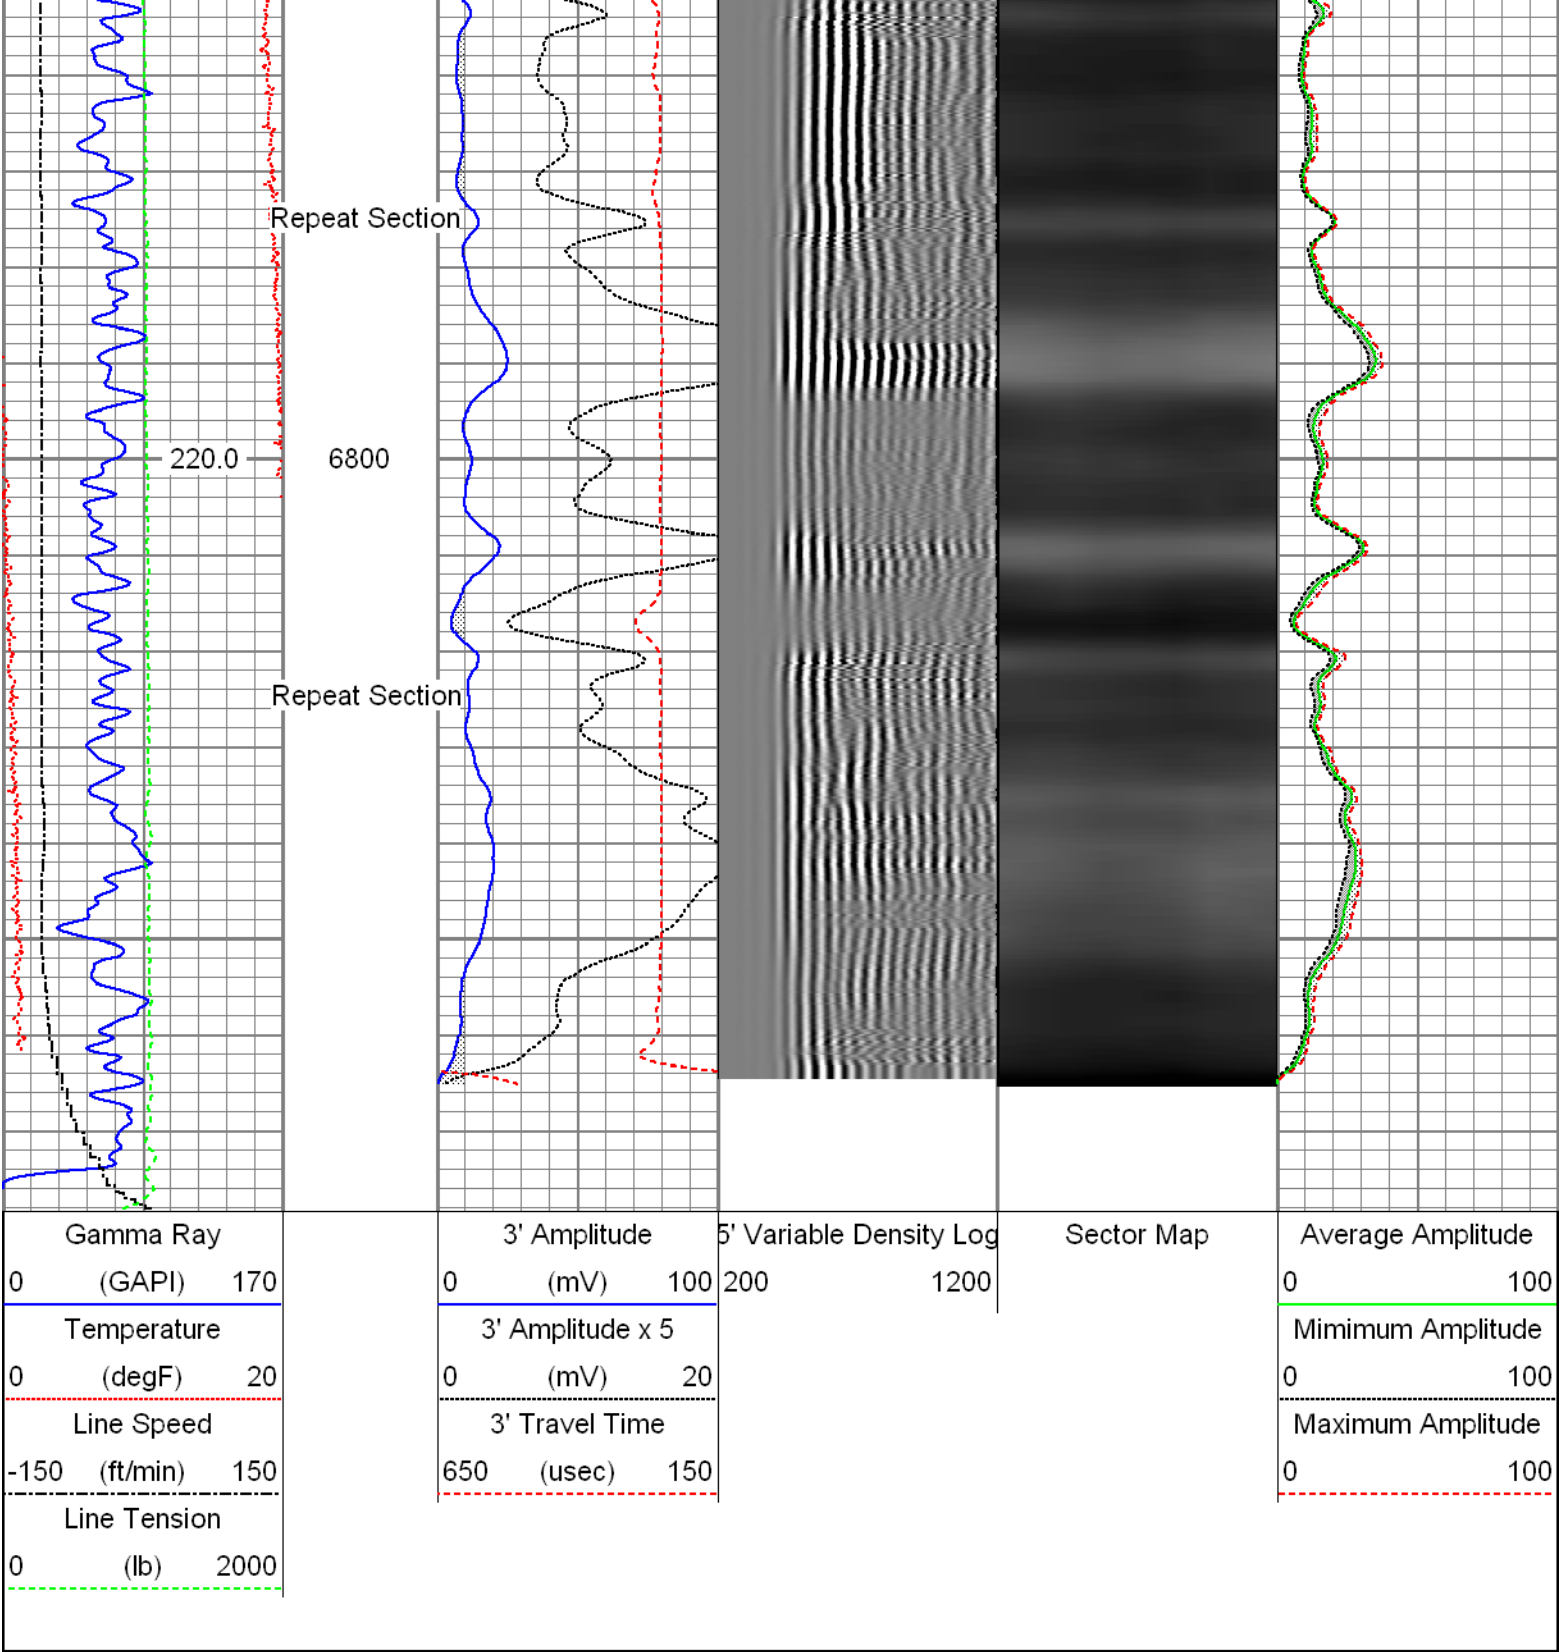 Repeat Section
220.0
6800
Repeat Section
Gamma Ray
0 (GAPI) 170
Temperature
0 (degF) 20
Line Speed
-150 (ft/min) 150
Line Tension
0 (lb) 2000
3' Amplitude
0 (mV) 100
3' Amplitude x 5
0 (mV) 20
3' Travel Time
650 (usec) 150
5' Variable Density Log
200 1200
Sector Map
Average Amplitude
0 100
Mimimum Amplitude
0 100
Maximum Amplitude
0 100